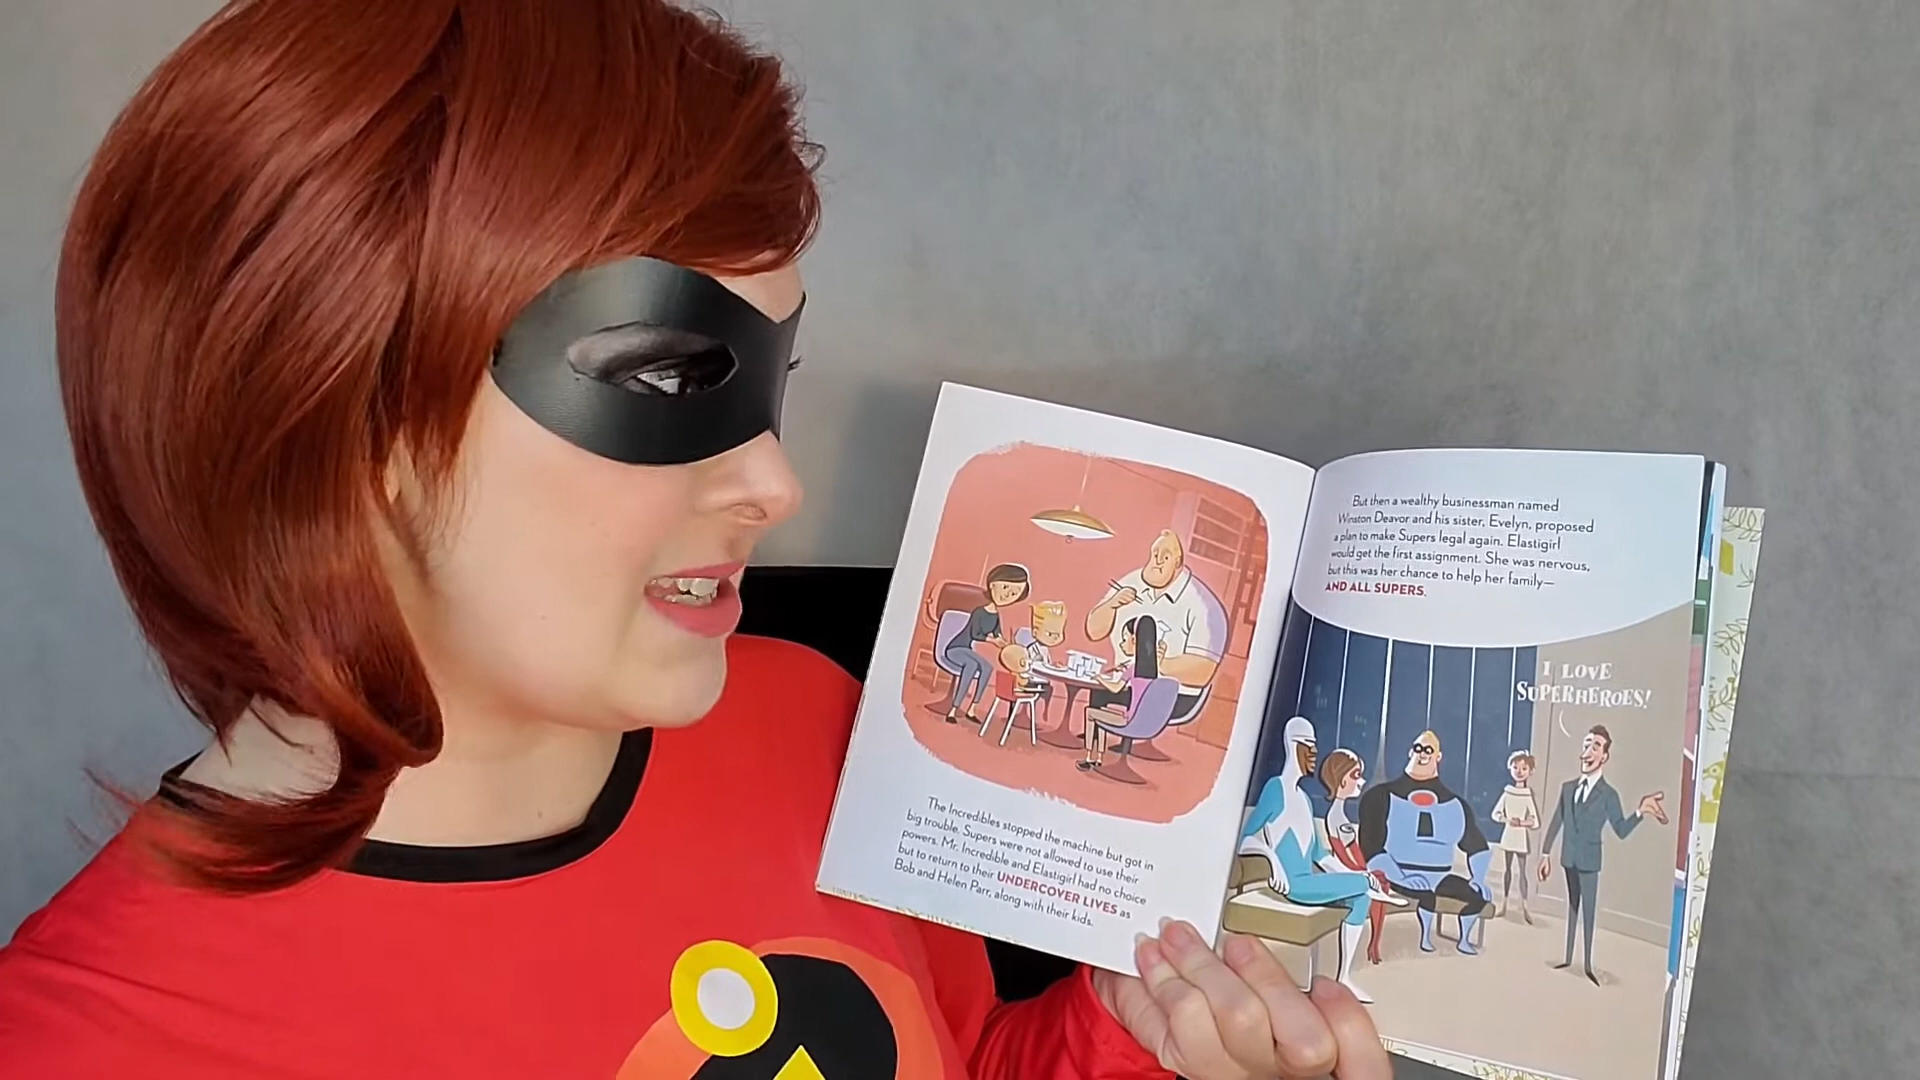 The Incredibles stopped the machine but got in
big trouble. Supers were not allowed to use their
powers. Mr. Incredible and Elastigirl had no choice
but to return to their UNDERCOVER LIVES as
Bob and Helen Parr, along with their kids.
But then a wealthy businessman named
Winston Deavor and his sister, Evelyn, proposed
a plan to make Supers legal again. Elastigirl
would get the first assignment. She was nervous,
but this was her chance to help her family—
AND ALL SUPERS.
I LOVE
SUPERHEROES!